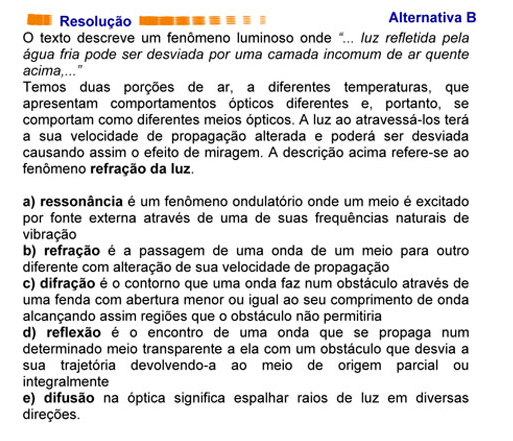 Resolução
Alternativa B
O texto descreve um fenômeno luminoso onde "... luz refletida pela
água fria pode ser desviada por uma camada incomum de ar quente
acima,..."
Temos duas porções de ar, a diferentes temperaturas, que
apresentam comportamentos ópticos diferentes e, portanto, se
comportam como diferentes meios ópticos. A luz ao atravessá-los terá
a sua velocidade de propagação alterada e poderá ser desviada
causando assim o efeito de miragem. A descrição acima refere-se ao
fenômeno refração da luz.
a) ressonância é um fenômeno ondulatório onde um meio é excitado
por fonte externa através de uma de suas frequências naturais de
vibração
b) refração é a passagem de uma onda de um meio para outro
diferente com alteração de sua velocidade de propagação
c) difração é o contorno que uma onda faz num obstáculo através de
uma fenda com abertura menor ou igual ao seu comprimento de onda
alcançando assim regiões que o obstáculo não permitiria
d) reflexão é o encontro de uma onda que se propaga num
determinado meio transparente a ela com um obstáculo que desvia a
sua trajetória devolvendo-a ao meio de origem parcial ou
integralmente
e) difusão na óptica significa espalhar raios de luz em diversas
direções.